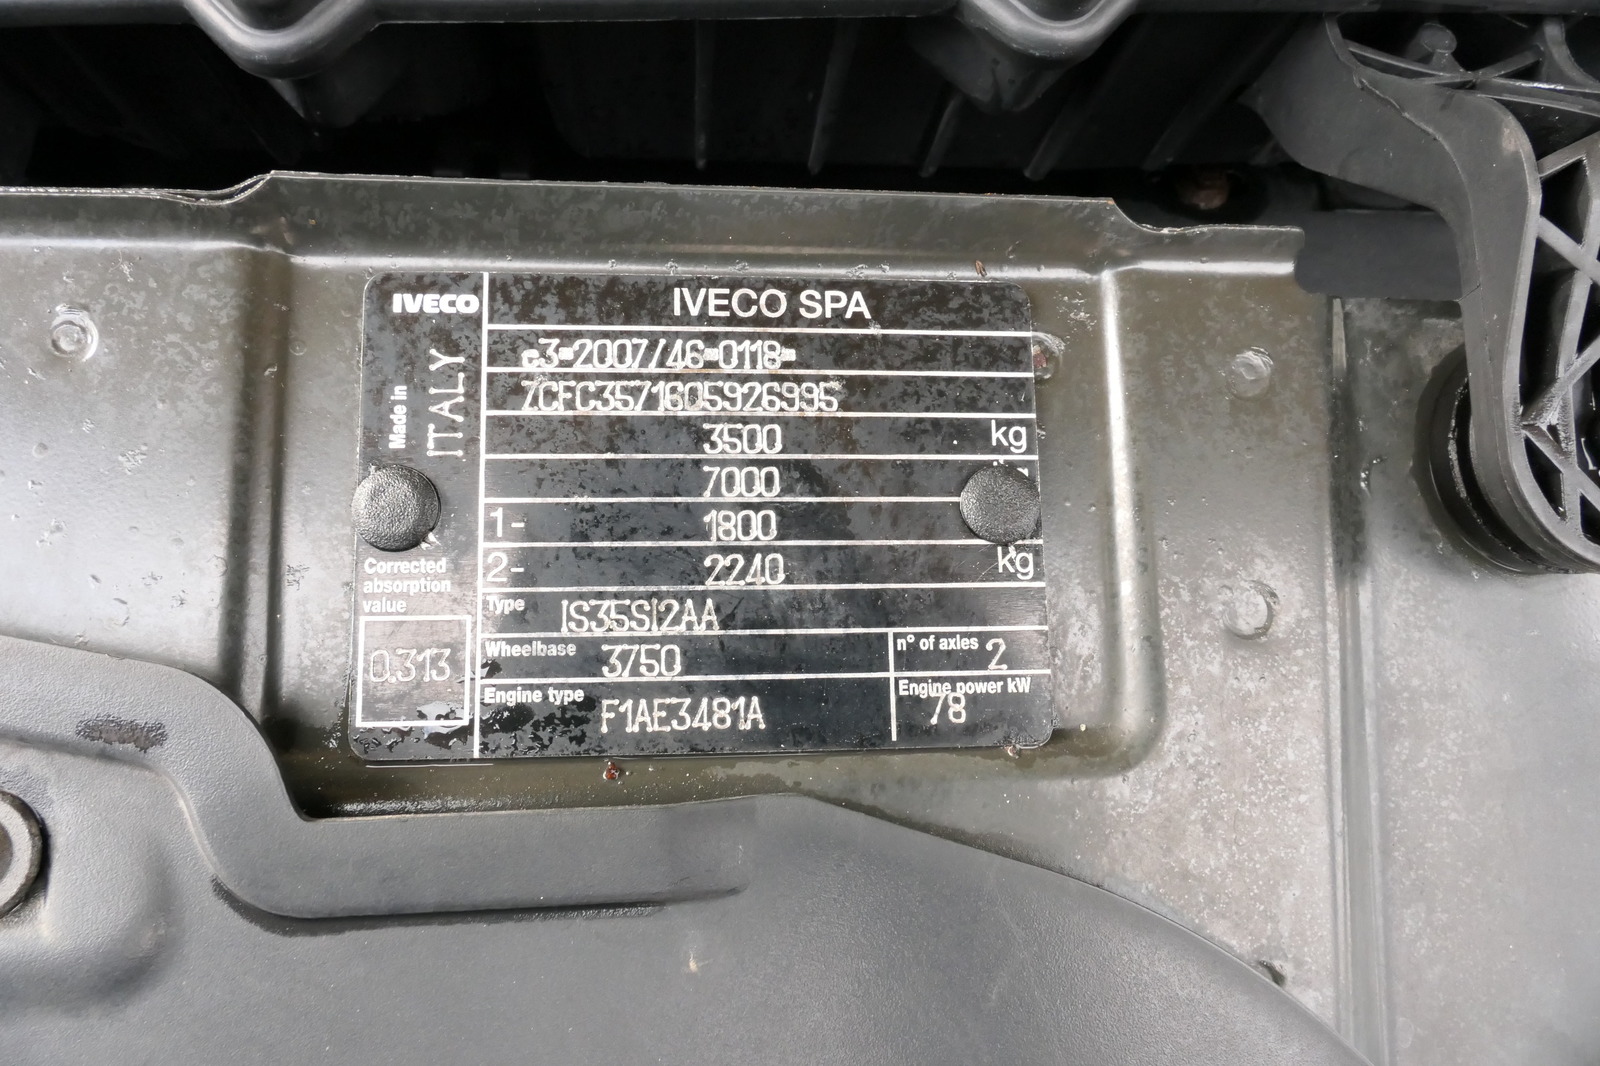 IVECO
IVECO SPA
Made in
ITALY
e3*2007/46*0118*
ZCFC3571605926995
3500 kg
7000
1- 1800
2- 2240 kg
Corrected
absorption
value
0.313
Type IS35SI2AA
Wheelbase 3750
n° of axles 2
Engine type F1AE3481A
Engine power kW
78